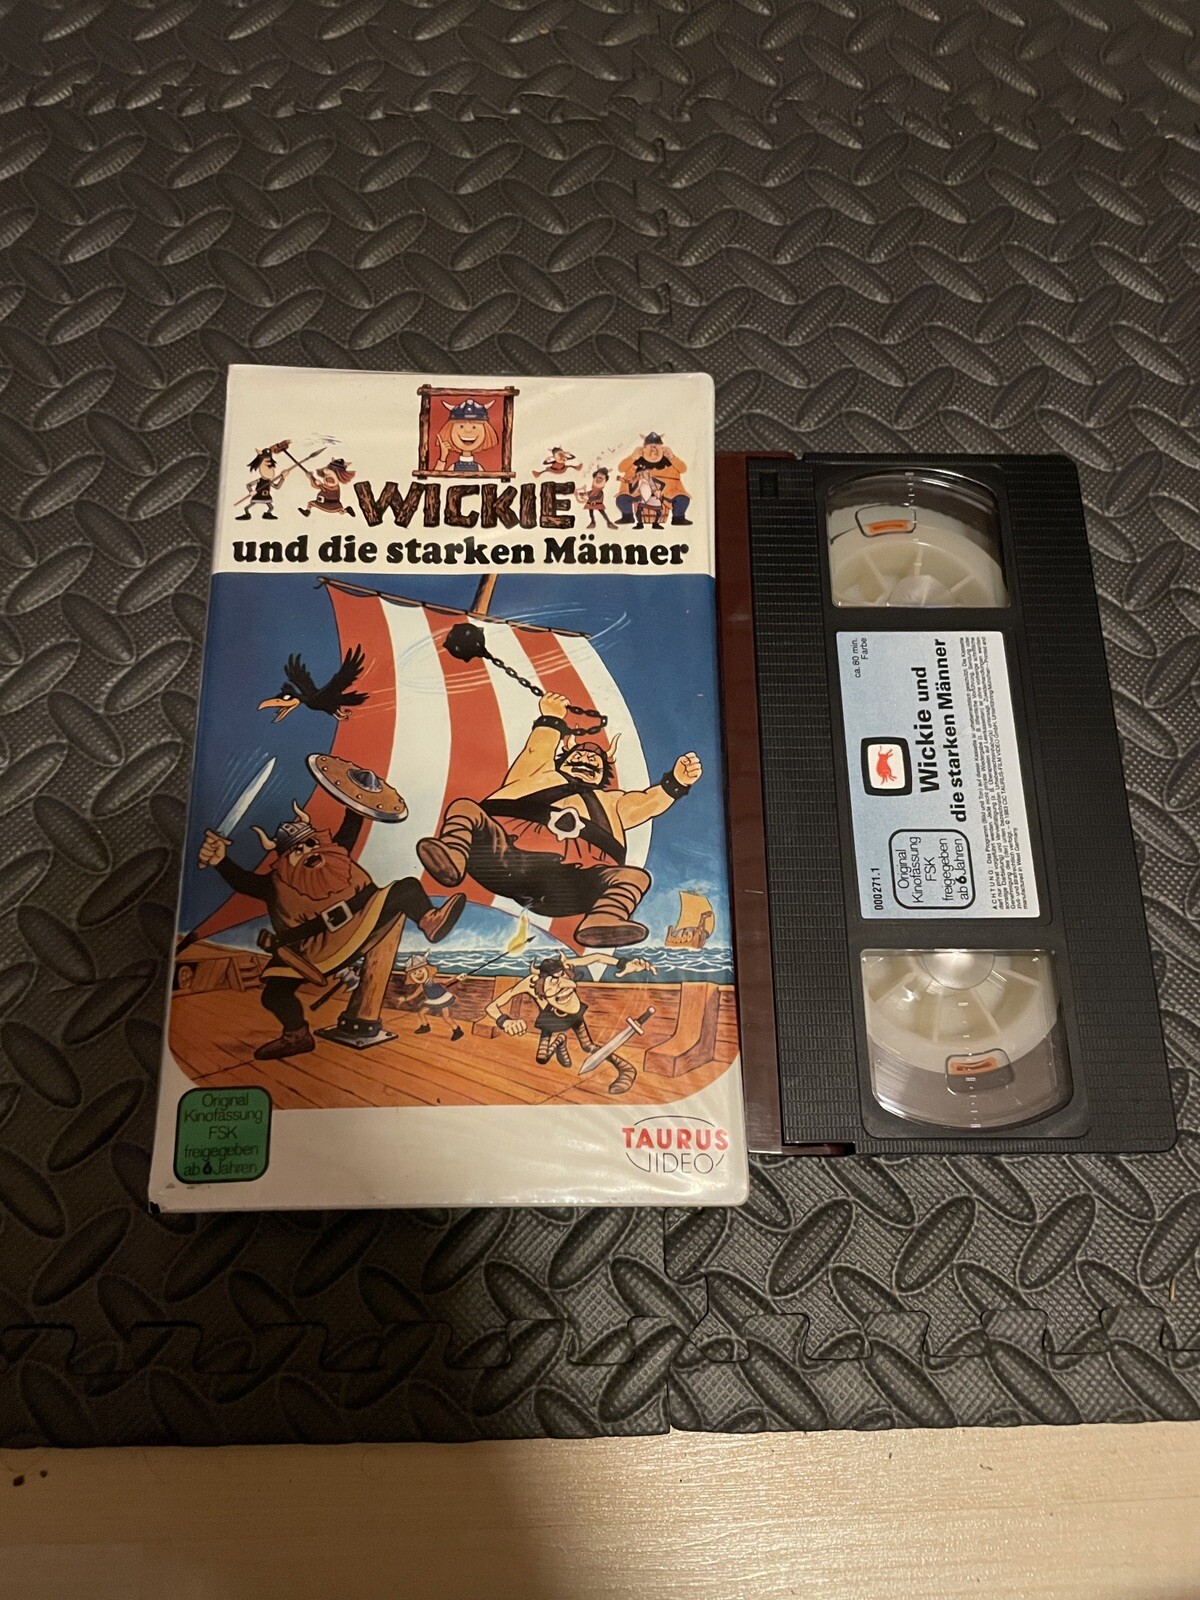 WICKIE
und die starken Männer
Original
Kinofassung
FSK
freigegeben
ab 6 Jahren
TAURUS
VIDEO
ca. 80 min.
Farbe
Wickie und
die starken Männer
000271.1
Original
Kinofassung
FSK
freigegeben
ab 6 Jahren